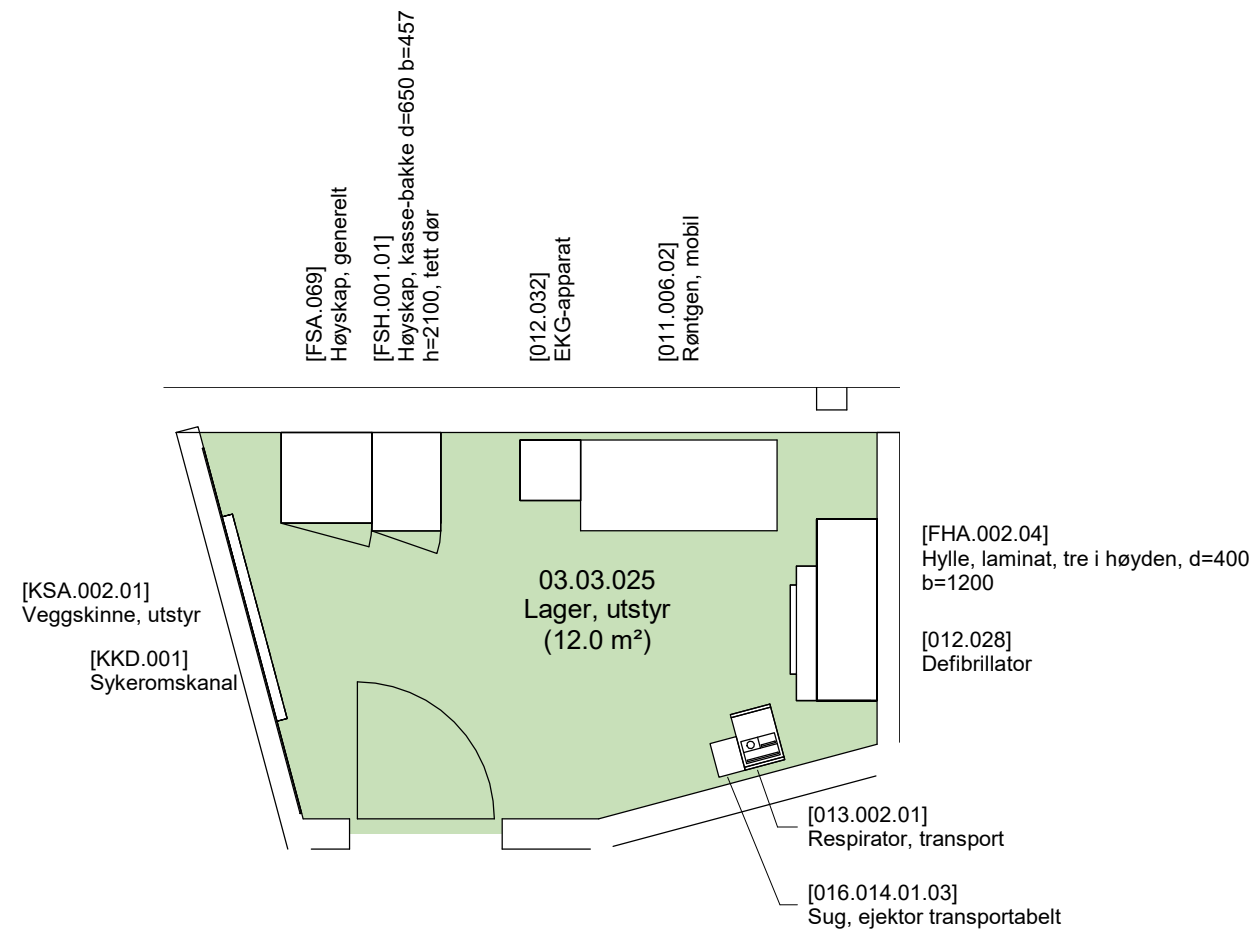 [FSA.069]
Høyskap, generelt
[FSH.001.01]
Høyskap, kasse-bakke d=650 b=457
h=2100, tett dør
[012.032]
EKG-apparat
[011.006.02]
Røntgen, mobil
[KSA.002.01]
Veggskinne, utstyr
[KKD.001]
Sykeromskanal
03.03.025
Lager, utstyr
(12.0 m²)
[FHA.002.04]
Hylle, laminat, tre i høyden, d=400
b=1200
[012.028]
Defibrillator
[013.002.01]
Respirator, transport
[016.014.01.03]
Sug, ejektor transportabelt